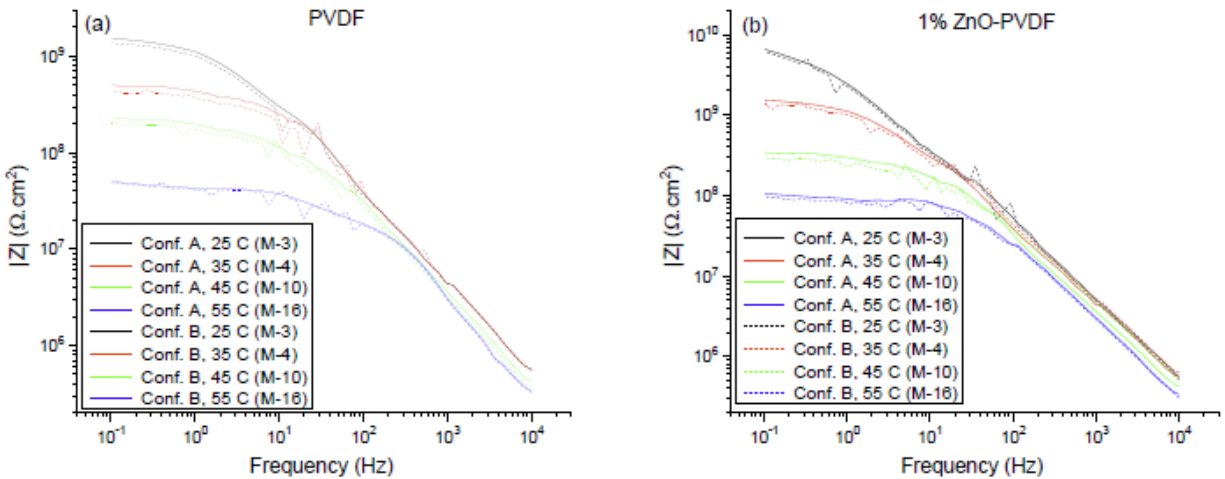 (a)
PVDF
10⁹
10⁸
10⁷
10⁶
|Z| (Ω.cm²)
Conf. A, 25 C (M-3)
Conf. A, 35 C (M-4)
Conf. A, 45 C (M-10)
Conf. A, 55 C (M-16)
Conf. B, 25 C (M-3)
Conf. B, 35 C (M-4)
Conf. B, 45 C (M-10)
Conf. B, 55 C (M-16)
10⁻¹ 10⁰ 10¹ 10² 10³ 10⁴
Frequency (Hz)
(b)
1% ZnO-PVDF
10¹⁰
10⁹
10⁸
10⁷
10⁶
|Z| (Ω.cm²)
Conf. A, 25 C (M-3)
Conf. A, 35 C (M-4)
Conf. A, 45 C (M-10)
Conf. A, 55 C (M-16)
Conf. B, 25 C (M-3)
Conf. B, 35 C (M-4)
Conf. B, 45 C (M-10)
Conf. B, 55 C (M-16)
10⁻¹ 10⁰ 10¹ 10² 10³ 10⁴
Frequency (Hz)